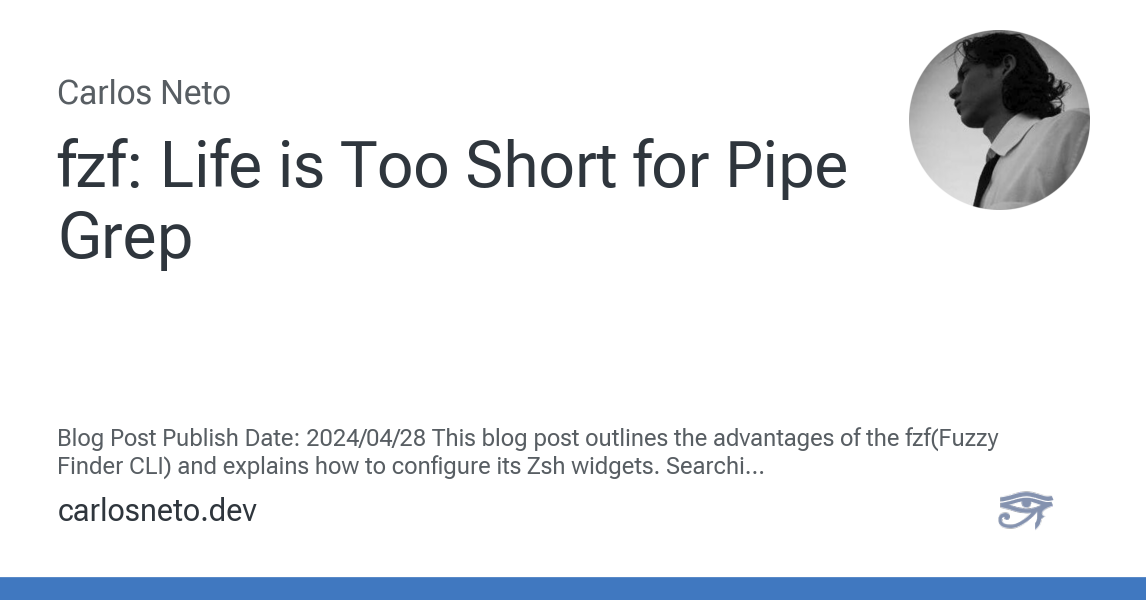 Carlos Neto
fzf: Life is Too Short for Pipe
Grep
Blog Post Publish Date: 2024/04/28 This blog post outlines the advantages of the fzf(Fuzzy
Finder CLI) and explains how to configure its Zsh widgets. Searchi...
carlosneto.dev